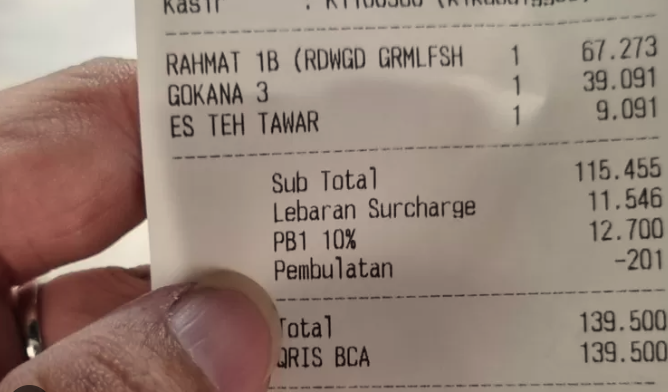 Kasir :
RAHMAT 1B (RDWGD GRMLFSH 1 67.273
GOKANA 3 1 39.091
ES TEH TAWAR 1 9.091
Sub Total 115.455
Lebaran Surcharge 11.546
PB1 10% 12.700
Pembulatan -201
Total 139.500
QRIS BCA 139.500